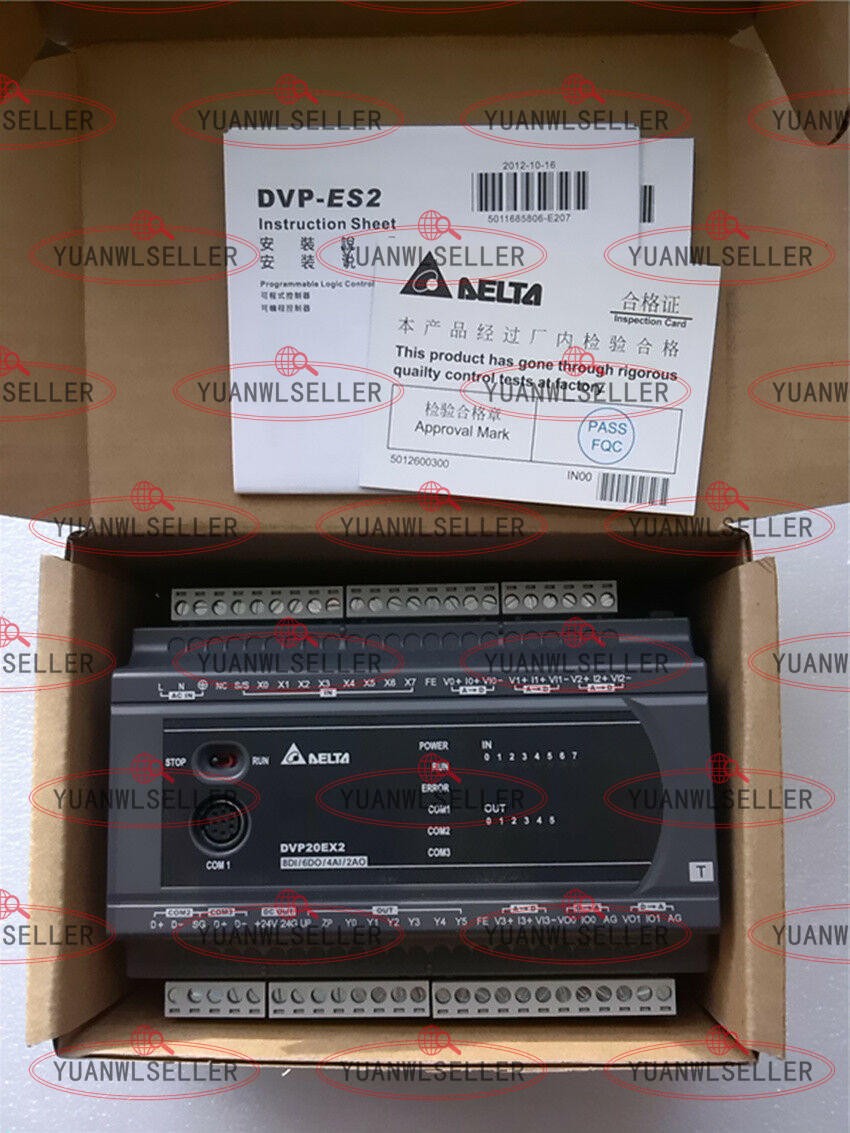 YUANWLSELLER
2012-10-16
5011685806-E207
DVP-ES2
Instruction Sheet
安 裝
安 装
Programmable Logic Control
可程式控制器
可编程控制器
DELTA
合格证
Inspection Card
本产品经过厂内检验合格
This product has gone through rigorous
quailty control tests at factory.
检验合格章
Approval Mark
PASS
FQC
5012600300
IN00
L N NC S/S X0 X1 X2 X3 X4 X5 X6 X7 FE V0+ I0+ VI0- V1+ I1+ VI1- V2+ I2+ VI2-
AC IN IN A→D A→D A→D
STOP RUN DELTA
POWER IN
RUN 0 1 2 3 4 5 6 7
ERROR
COM1 OUT
0 1 2 3 4 5
COM2
COM3
COM 1
DVP20EX2
8DI/6DO/4AI/2AO
T
COM2 COM3 DC OUT OUT A→D D→A D→A
D+ D- SG D+ D- +24V 24G UP ZP Y0 Y1 Y2 Y3 Y4 Y5 FE V3+ I3+ VI3- VO0 IO0 AG VO1 IO1 AG